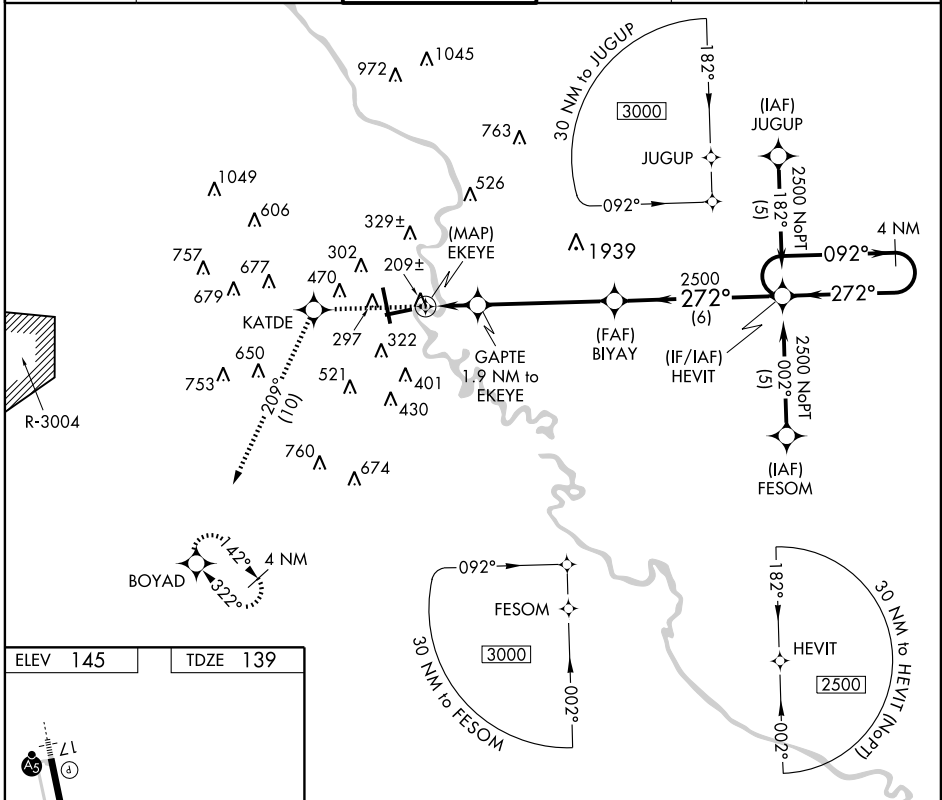 972
1045
763
526
1049
606
757
677
679
470
302
329±
209±
(MAP)
EKEYE
1939
KATDE
297
322
650
753
521
401
430
760
674
209°
(10)
R-3004
GAPTE
1.9 NM to
EKEYE
(FAF)
BIYAY
2500
272°
(6)
(IF/IAF)
HEVIT
(IAF)
JUGUP
2500 NoPT
182°
(5)
4 NM
092°
272°
2500 NoPT
002°
(5)
(IAF)
FESOM
30 NM to JUGUP
182°
3000
JUGUP
092°
BOYAD
142°
322°
4 NM
092°
FESOM
3000
002°
30 NM to FESOM
182°
HEVIT
2500
002°
30 NM to HEVIT (NoPT)
ELEV 145
TDZE 139
17
A5
P